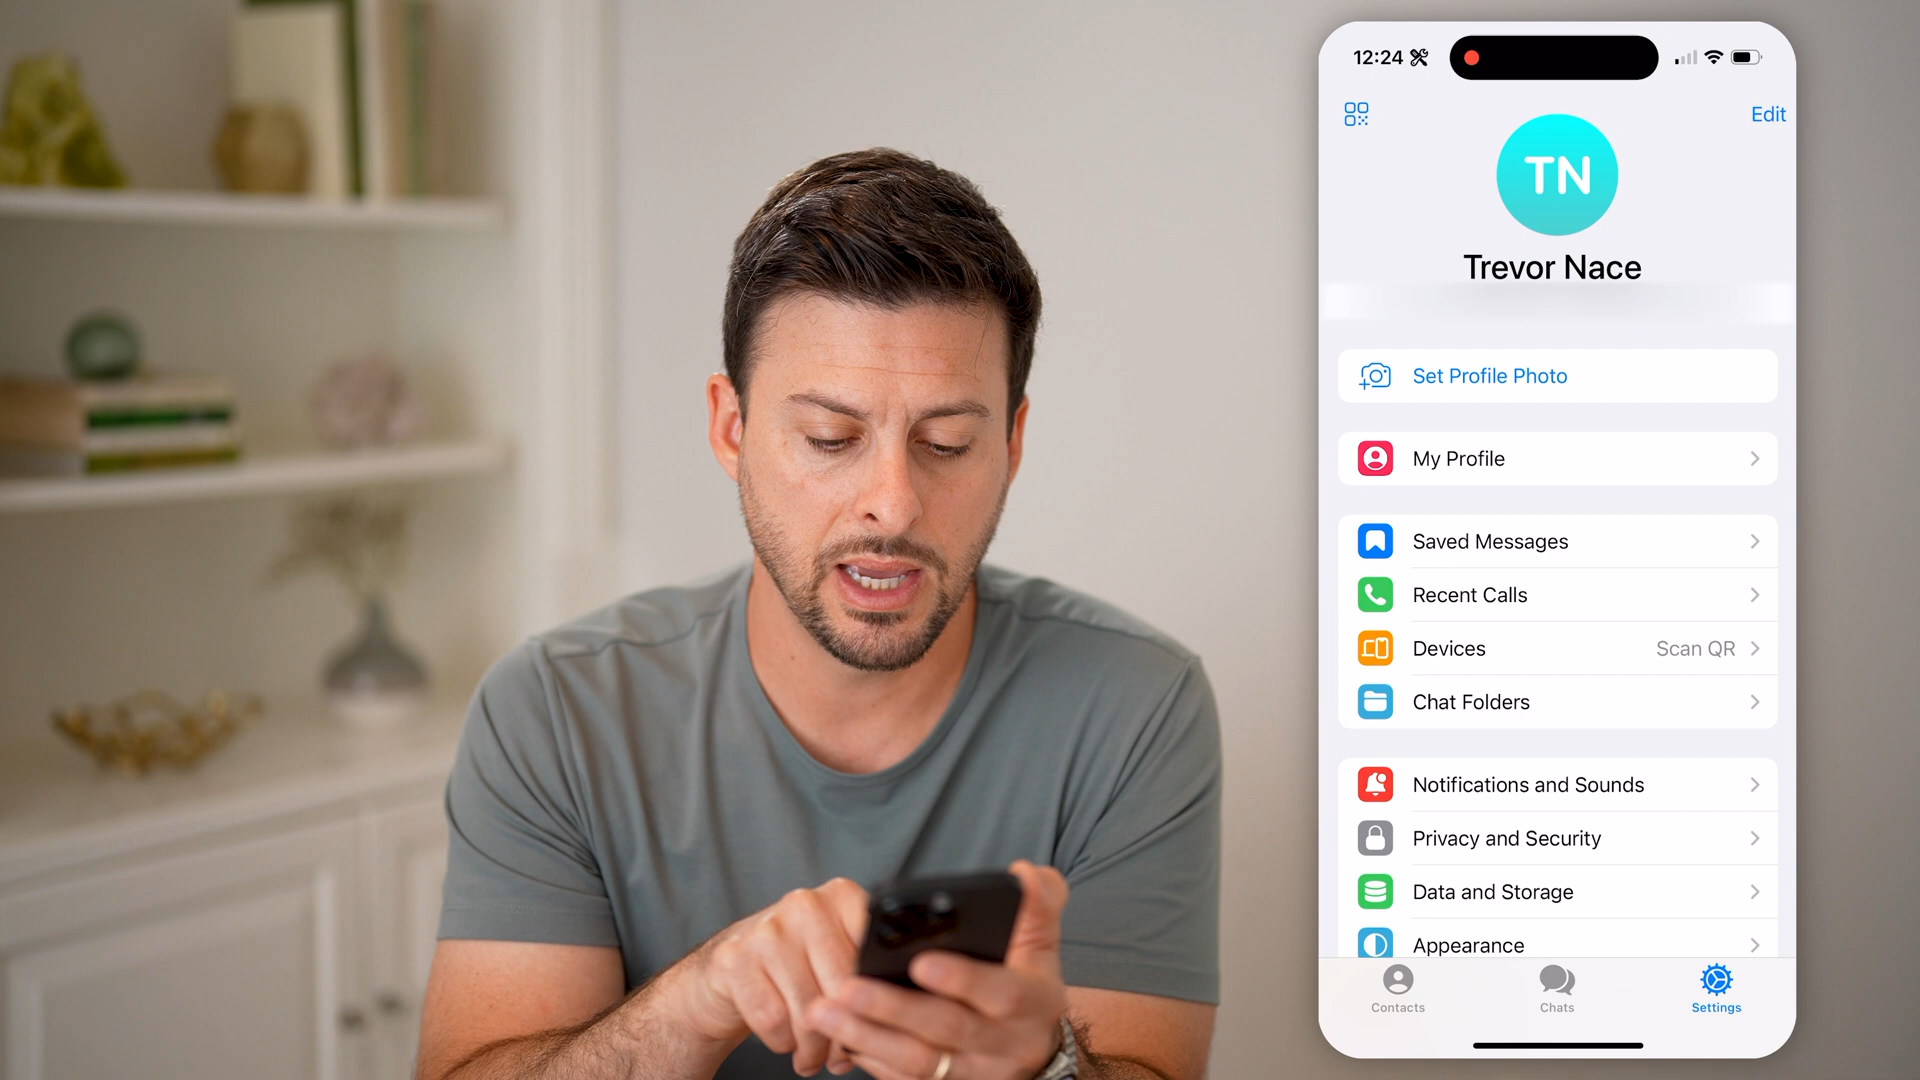 12:24
Edit
TN
Trevor Nace
Set Profile Photo
My Profile
Saved Messages
Recent Calls
Devices Scan QR
Chat Folders
Notifications and Sounds
Privacy and Security
Data and Storage
Appearance
Contacts Chats Settings